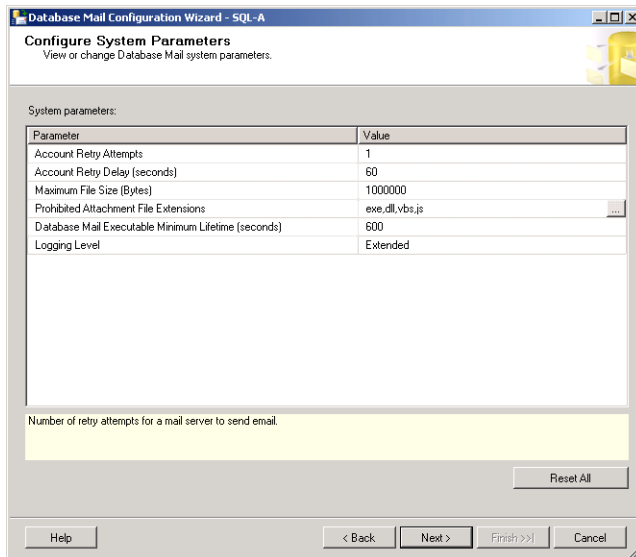 Database Mail Configuration Wizard - SQL-A
Configure System Parameters
View or change Database Mail system parameters.
System parameters:
Parameter Value
Account Retry Attempts 1
Account Retry Delay (seconds) 60
Maximum File Size (Bytes) 1000000
Prohibited Attachment File Extensions exe,dll,vbs,js ...
Database Mail Executable Minimum Lifetime (seconds) 600
Logging Level Extended
Number of retry attempts for a mail server to send email.
Reset All
Help < Back Next > Finish >>| Cancel